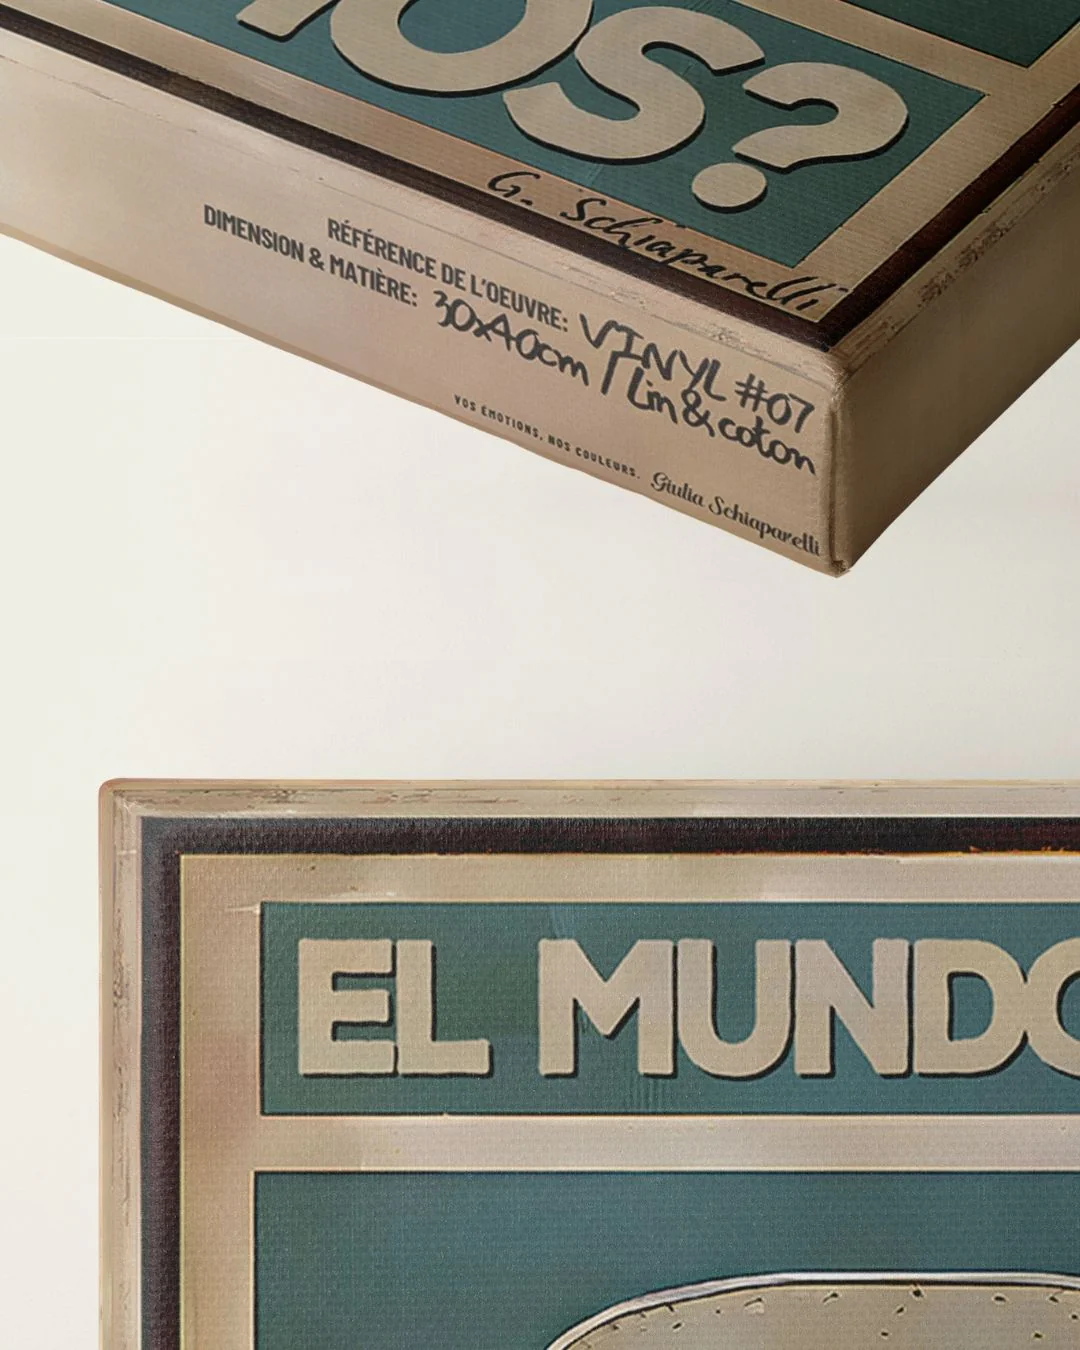 OS?
G. Schiaparelli
RÉFÉRENCE DE L'OEUVRE: VINYL #07
DIMENSION & MATIÈRE: 30x40cm / Lin & coton
VOS ÉMOTIONS, NOS COULEURS. Giulia Schiaparelli
EL MUNDO